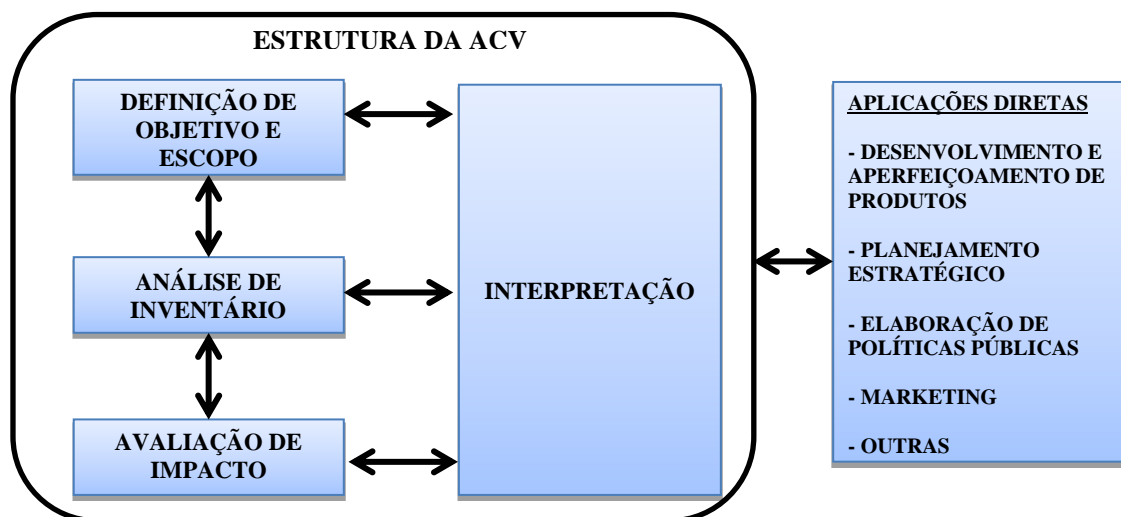 ESTRUTURA DA ACV
DEFINIÇÃO DE
OBJETIVO E
ESCOPO
ANÁLISE DE
INVENTÁRIO
AVALIAÇÃO DE
IMPACTO
INTERPRETAÇÃO
APLICAÇÕES DIRETAS
- DESENVOLVIMENTO E
APERFEIÇOAMENTO DE
PRODUTOS
- PLANEJAMENTO
ESTRATÉGICO
- ELABORAÇÃO DE
POLÍTICAS PÚBLICAS
- MARKETING
- OUTRAS